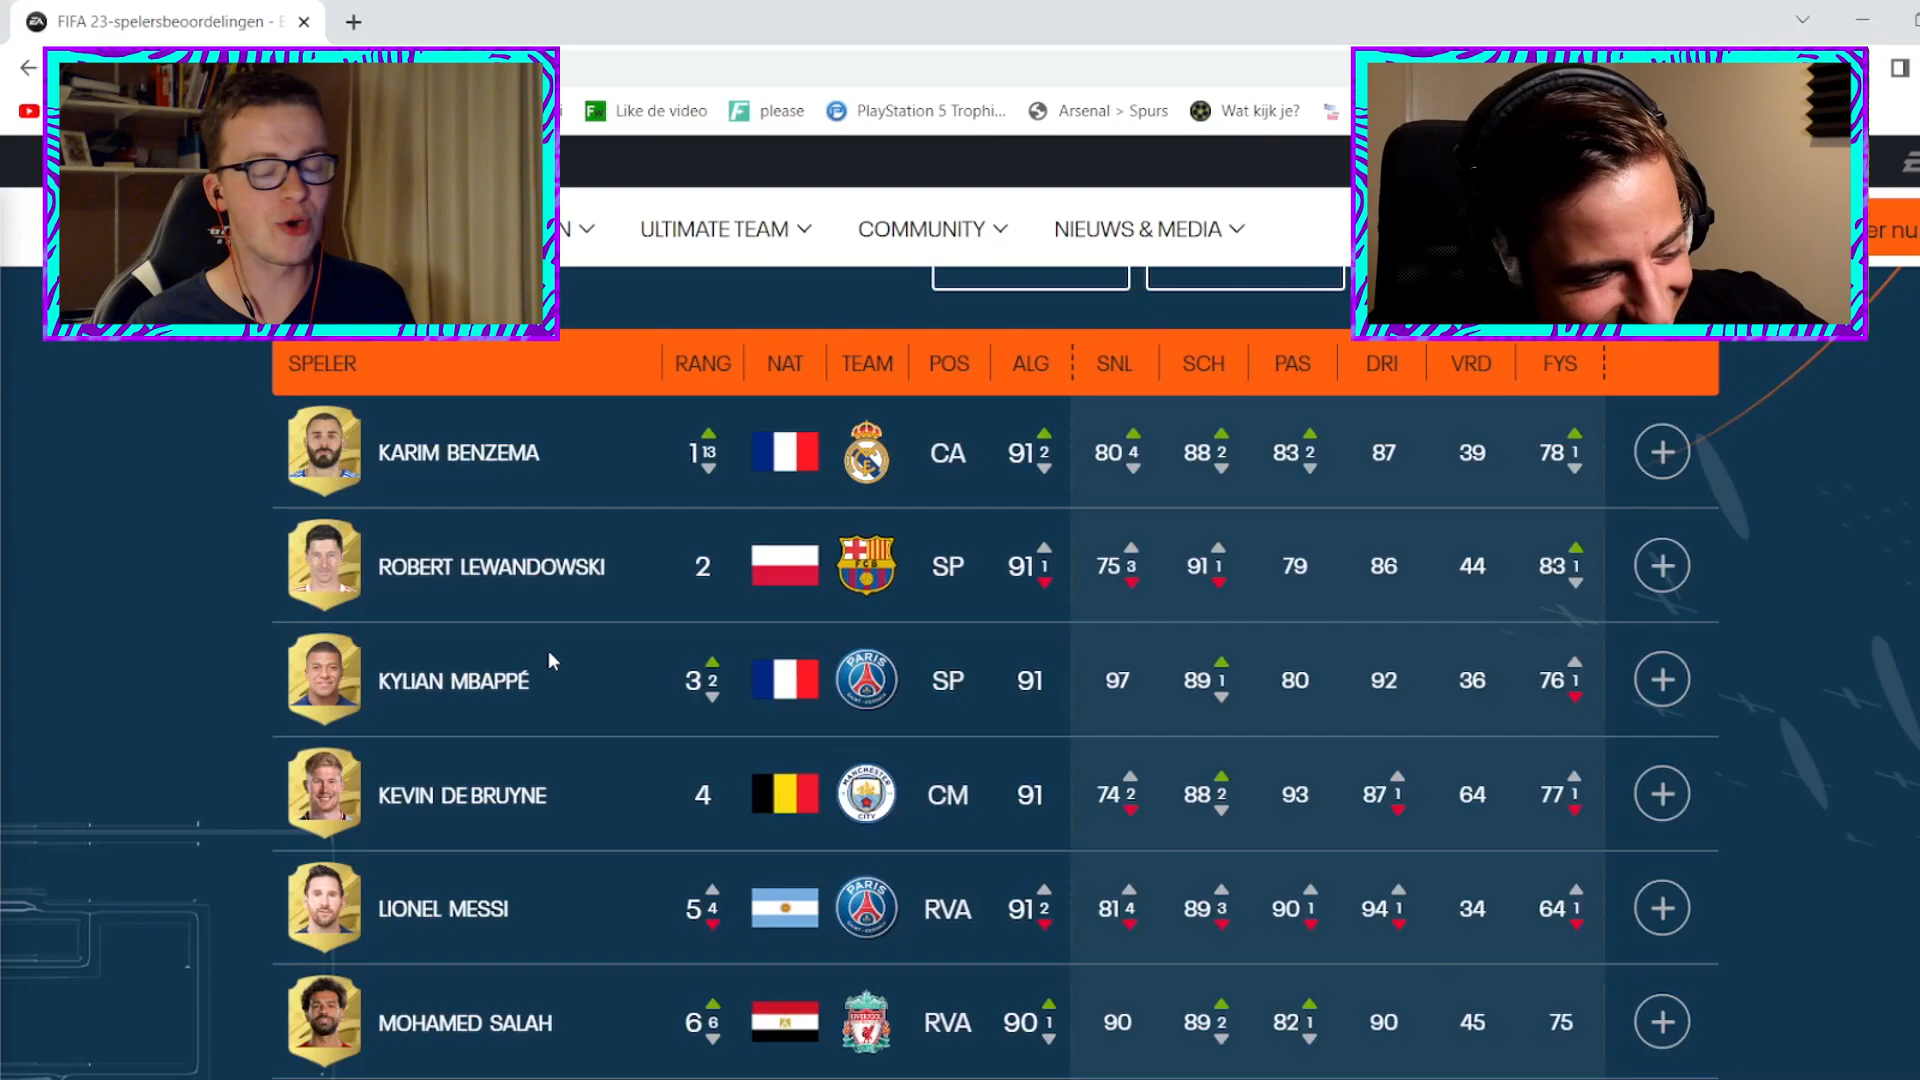 FIFA 23-spelersbeoordelingen - E
Like de video please PlayStation 5 Trophi... Arsenal > Spurs Wat kijk je?
N ULTIMATE TEAM COMMUNITY NIEUWS & MEDIA er nu
SPELER RANG NAT TEAM POS ALG SNL SCH PAS DRI VRD FYS
KARIM BENZEMA 1 13 CA 91 2 80 4 88 2 83 2 87 39 78 1
ROBERT LEWANDOWSKI 2 FCB SP 91 1 75 3 91 1 79 86 44 83 1
KYLIAN MBAPPÉ 3 2 PARIS SP 91 97 89 1 80 92 36 76 1
KEVIN DE BRUYNE 4 MANCHESTER CITY CM 91 74 2 88 2 93 87 1 64 77 1
LIONEL MESSI 5 4 PARIS RVA 91 2 81 4 89 3 90 1 94 1 34 64 1
MOHAMED SALAH 6 6 LIVERPOOL RVA 90 1 90 89 2 82 1 90 45 75